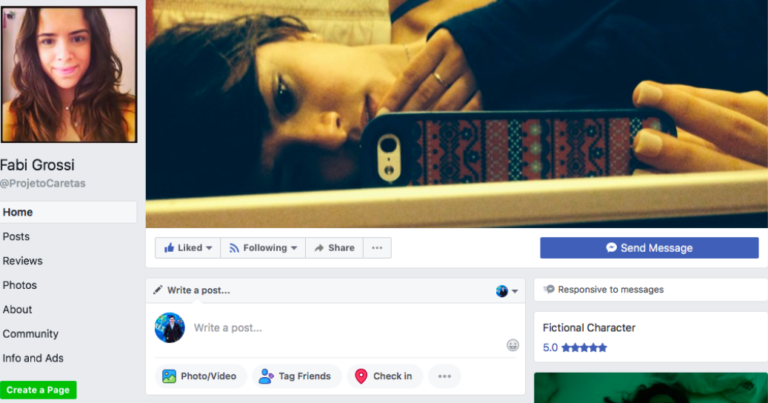 Fabi Grossi
@ProjetoCaretas
Home
Posts
Reviews
Photos
About
Community
Info and Ads
Create a Page
Liked
Following
Share
Send Message
Write a post...
Write a post...
Photo/Video
Tag Friends
Check in
Responsive to messages
Fictional Character
5.0